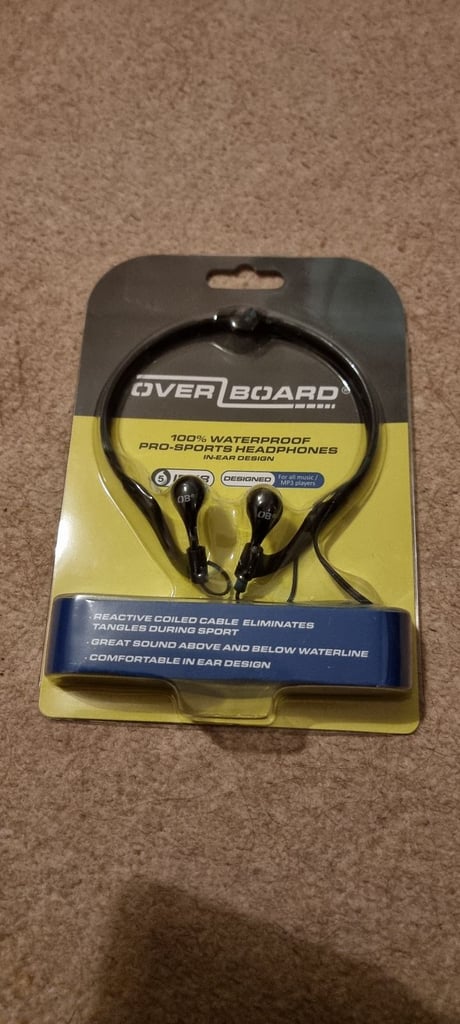 OVERBOARD®
100% WATERPROOF
PRO-SPORTS HEADPHONES
IN-EAR DESIGN
5
DESIGNED
For all music /
MP3 players
OB®
OB®
· REACTIVE COILED CABLE ELIMINATES
TANGLES DURING SPORT
· GREAT SOUND ABOVE AND BELOW WATERLINE
· COMFORTABLE IN EAR DESIGN